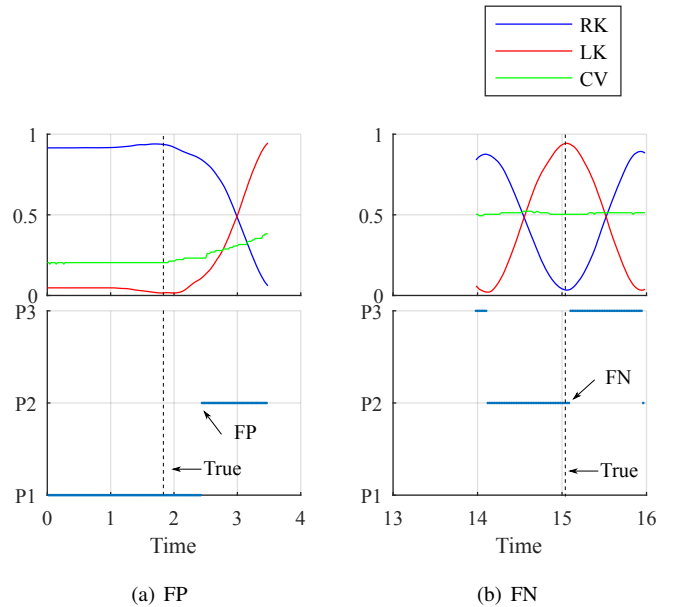 RK
LK
CV
1
0.5
0
P3
P2
P1
FP
True
0 1 2 3 4
Time
(a) FP
1
0.5
0
P3
P2
P1
FN
True
13 14 15 16
Time
(b) FN